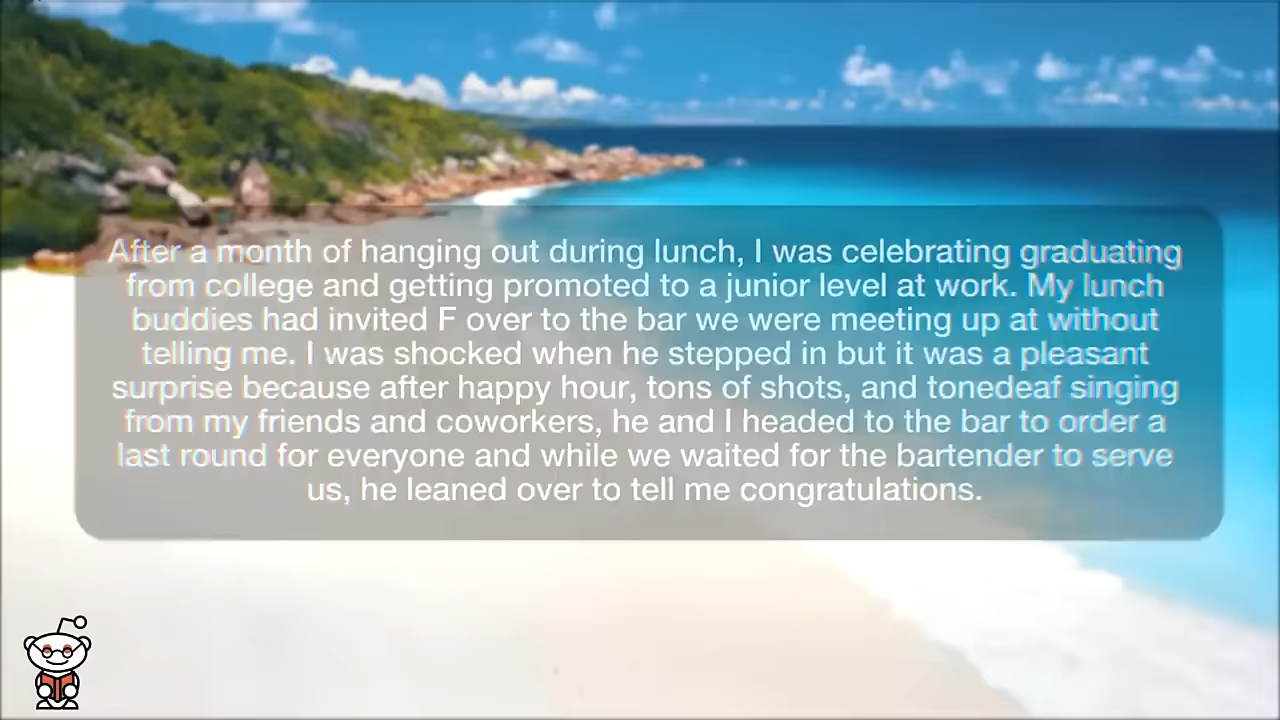 After a month of hanging out during lunch, I was celebrating graduating
from college and getting promoted to a junior level at work. My lunch
buddies had invited F over to the bar we were meeting up at without
telling me. I was shocked when he stepped in but it was a pleasant
surprise because after happy hour, tons of shots, and tonedeaf singing
from my friends and coworkers, he and I headed to the bar to order a
last round for everyone and while we waited for the bartender to serve
us, he leaned over to tell me congratulations.